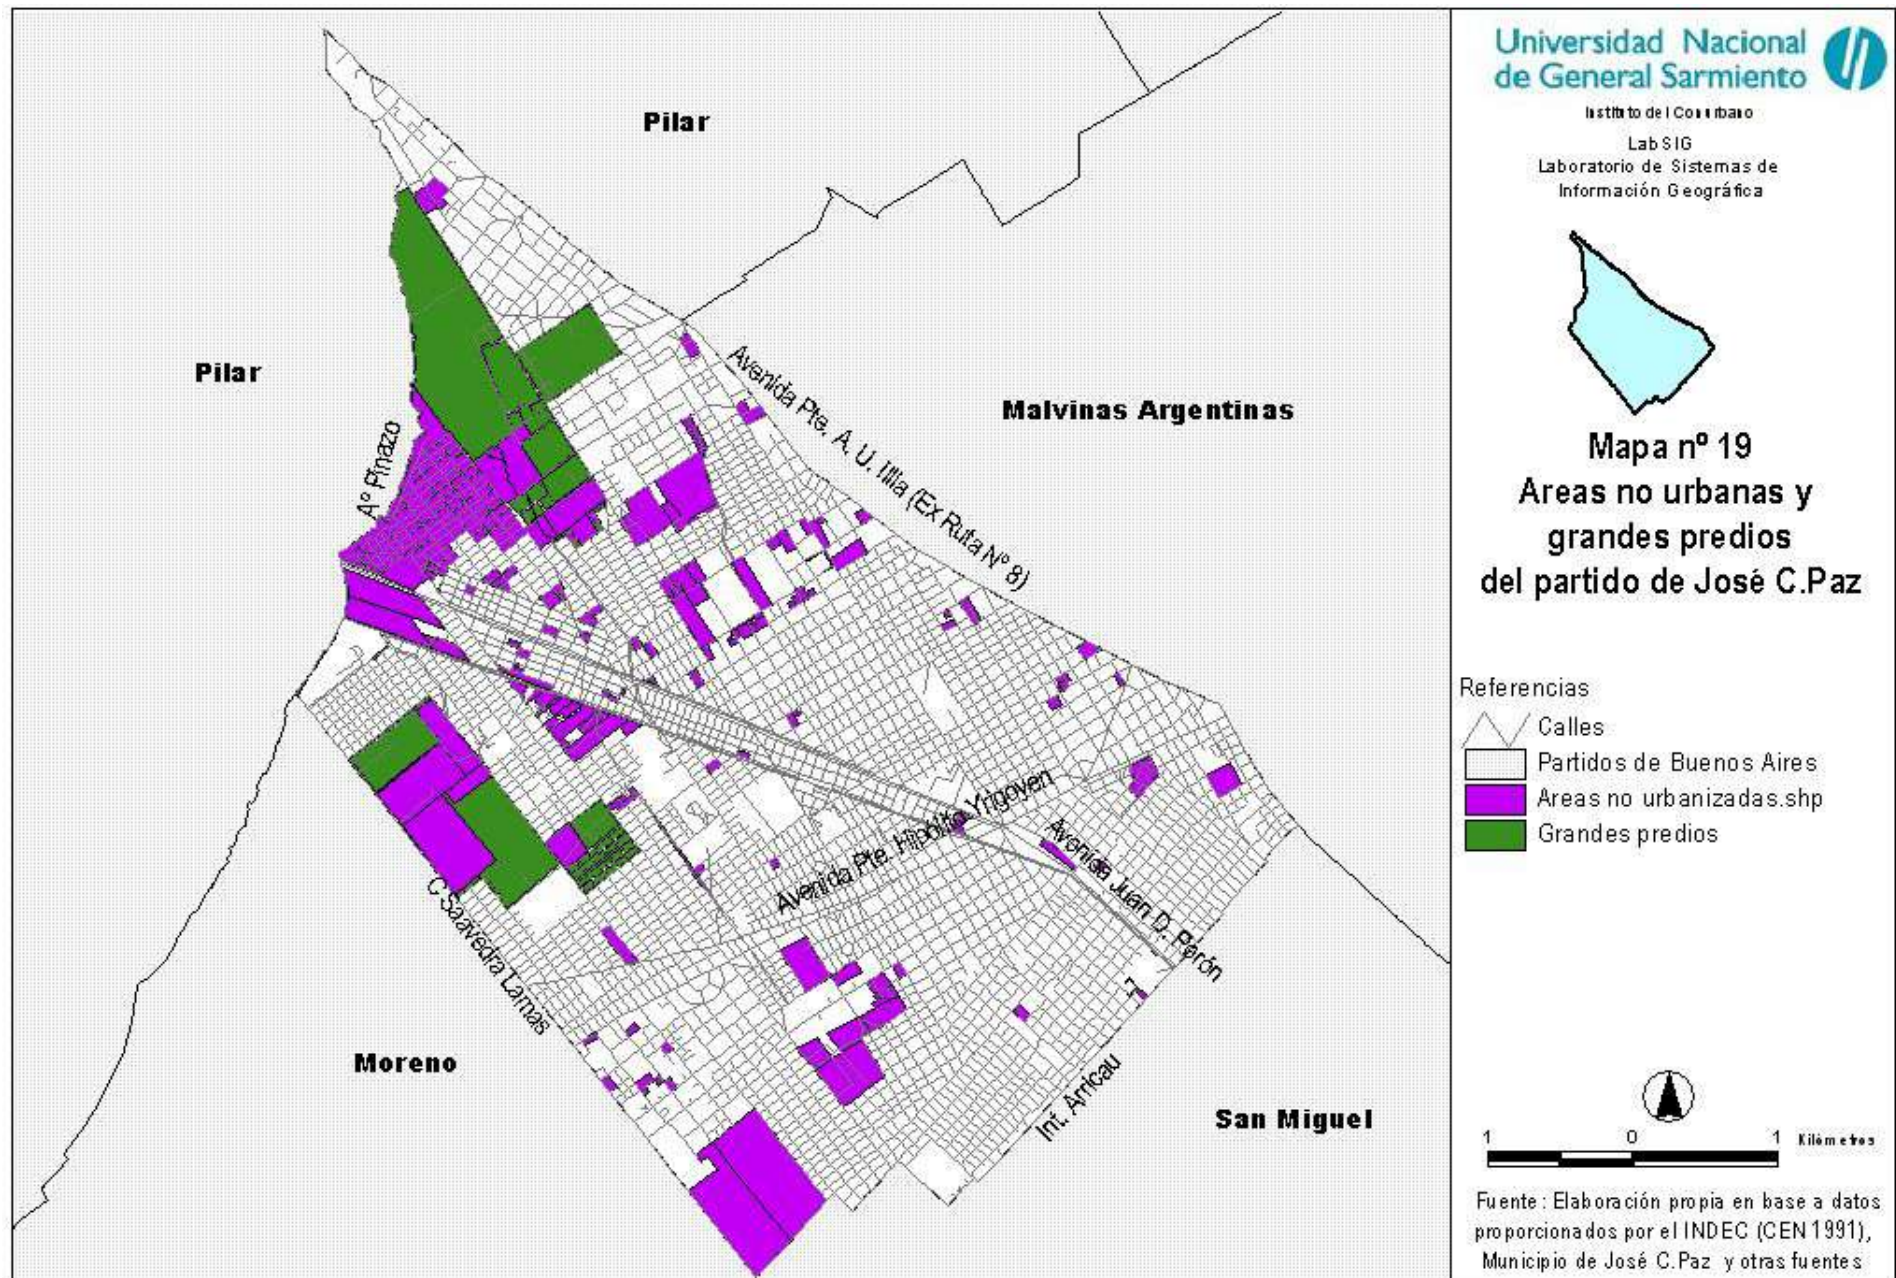 Pilar
Pilar
Malvinas Argentinas
Moreno
San Miguel
Aº Pinazo
Avenida Pte. A. U. Illia (Ex Ruta Nº 8)
Avenida Pte. Hipólito Yrigoyen
Avenida Juan D. Perón
C Saavedra Lamas
Int. Arricau
Universidad Nacional
de General Sarmiento
Instituto del Conurbano
LabSIG
Laboratorio de Sistemas de
Información Geográfica
Mapa nº 19
Areas no urbanas y
grandes predios
del partido de José C.Paz
Referencias
Calles
Partidos de Buenos Aires
Areas no urbanizadas.shp
Grandes predios
1 0 1 Kilómetros
Fuente: Elaboración propia en base a datos
proporcionados por el INDEC (CEN 1991),
Municipio de José C.Paz y otras fuentes